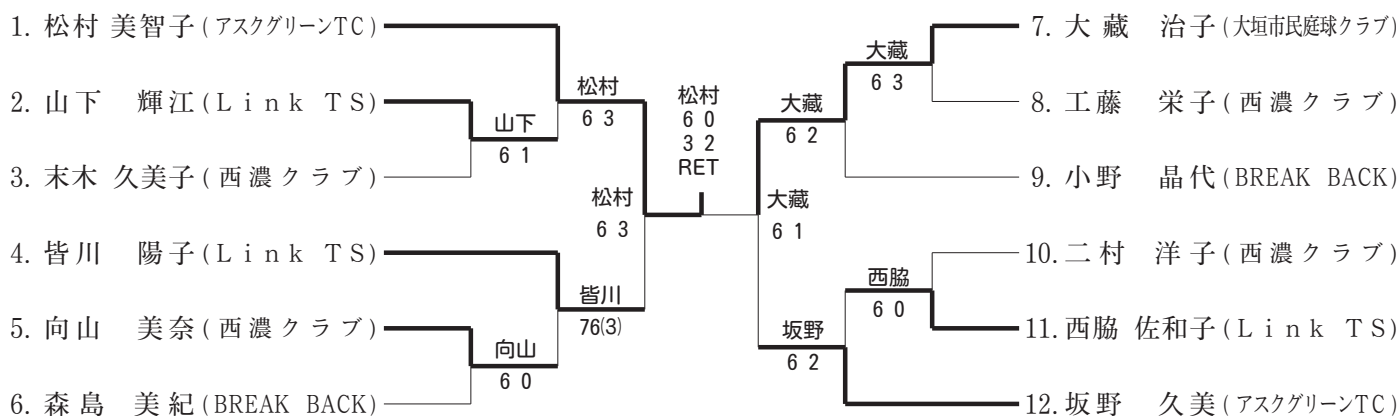 1. 松村 美智子(アスクグリーンTC)
2. 山下 輝江(Link TS)
3. 末木 久美子(西濃クラブ)
4. 皆川 陽子(Link TS)
5. 向山 美奈(西濃クラブ)
6. 森島 美紀(BREAK BACK)
山下
6 1
向山
6 0
松村
6 3
皆川
76(3)
松村
6 3
松村
6 0
3 2
RET
大藏
6 1
大藏
6 2
坂野
6 2
大藏
6 3
西脇
6 0
7. 大藏 治子(大垣市民庭球クラブ)
8. 工藤 栄子(西濃クラブ)
9. 小野 晶代(BREAK BACK)
10. 二村 洋子(西濃クラブ)
11. 西脇 佐和子(Link TS)
12. 坂野 久美(アスクグリーンTC)